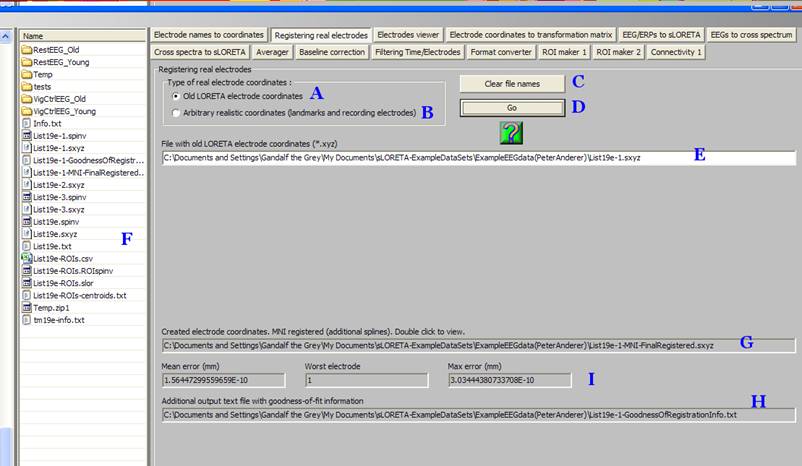 Electrode names to coordinates Registering real electrodes Electrodes viewer Electrode coordinates to transformation matrix EEG/ERPs to sLORETA EEGs to cross spectrum
Cross spectra to sLORETA Averager Baseline correction Filtering Time/Electrodes Format converter ROI maker 1 ROI maker 2 Connectivity 1
Name
RestEEG_Old
RestEEG_Young
Temp
tests
VigCtrlEEG_Old
VigCtrlEEG_Young
Info.txt
List19e-1.spinv
List19e-1.sxyz
List19e-1-GoodnessOfRegistr...
List19e-1-MNI-FinalRegistered...
List19e-2.sxyz
List19e-3.spinv
List19e-3.sxyz
List19e.spinv
List19e.sxyz
List19e.txt
List19e-ROIs.csv
List19e-ROIs.ROIspinv
List19e-ROIs.slor
List19e-ROIs-centroids.txt
Temp.zip1
tm19e-info.txt
F
Registering real electrodes
Type of real electrode coordinates :
Old LORETA electrode coordinates A
Arbitrary realistic coordinates (landmarks and recording electrodes) B
Clear file names C
Go D
?
File with old LORETA electrode coordinates (*.xyz)
C:\Documents and Settings\Gandalf the Grey\My Documents\sLORETA-ExampleDataSets\ExampleEEGdata(PeterAnderer)\List19e-1.sxyz E
Created electrode coordinates. MNI registered (additional splines). Double click to view.
C:\Documents and Settings\Gandalf the Grey\My Documents\sLORETA-ExampleDataSets\ExampleEEGdata(PeterAnderer)\List19e-1-MNI-FinalRegistered.sxyz G
Mean error (mm) Worst electrode Max error (mm)
1.56447299559659E-10 1 3.03444380733708E-10 I
Additional output text file with goodness-of-fit information H
C:\Documents and Settings\Gandalf the Grey\My Documents\sLORETA-ExampleDataSets\ExampleEEGdata(PeterAnderer)\List19e-1-GoodnessOfRegistrationInfo.txt